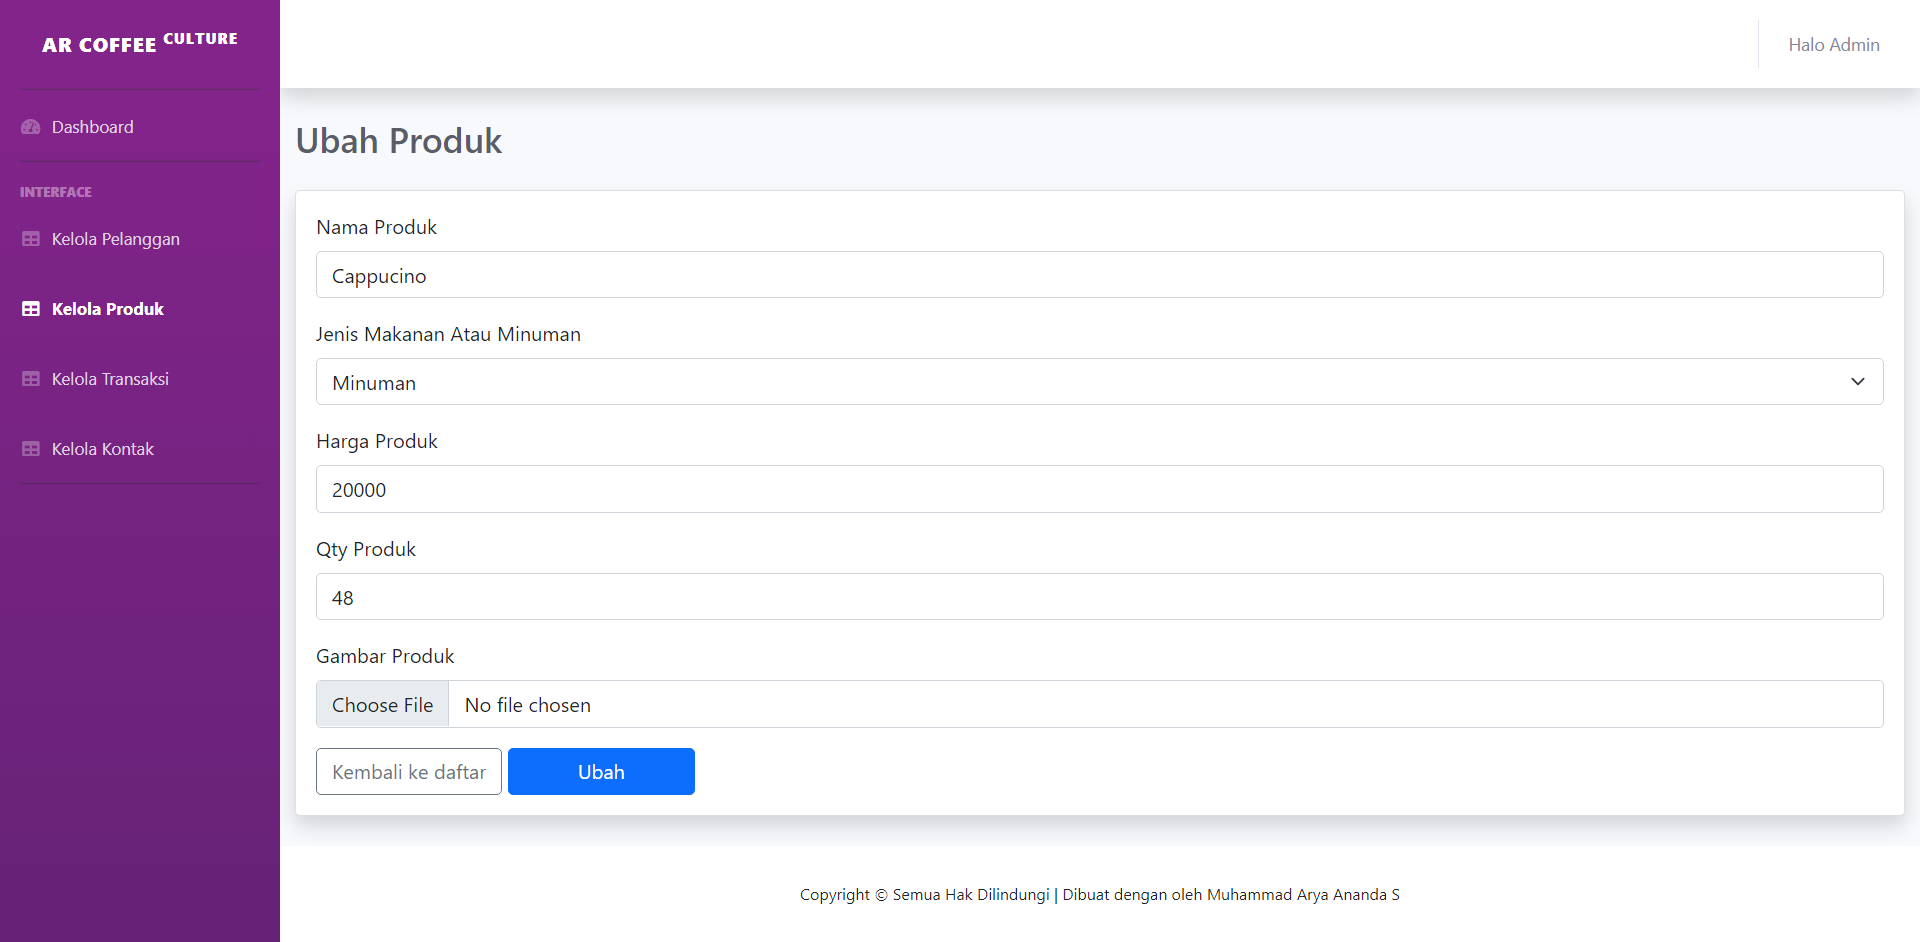 AR COFFEE CULTURE
Halo Admin
Dashboard
INTERFACE
Kelola Pelanggan
Kelola Produk
Kelola Transaksi
Kelola Kontak
Ubah Produk
Nama Produk
Cappucino
Jenis Makanan Atau Minuman
Minuman
Harga Produk
20000
Qty Produk
48
Gambar Produk
Choose File No file chosen
Kembali ke daftar Ubah
Copyright © Semua Hak Dilindungi | Dibuat dengan oleh Muhammad Arya Ananda S